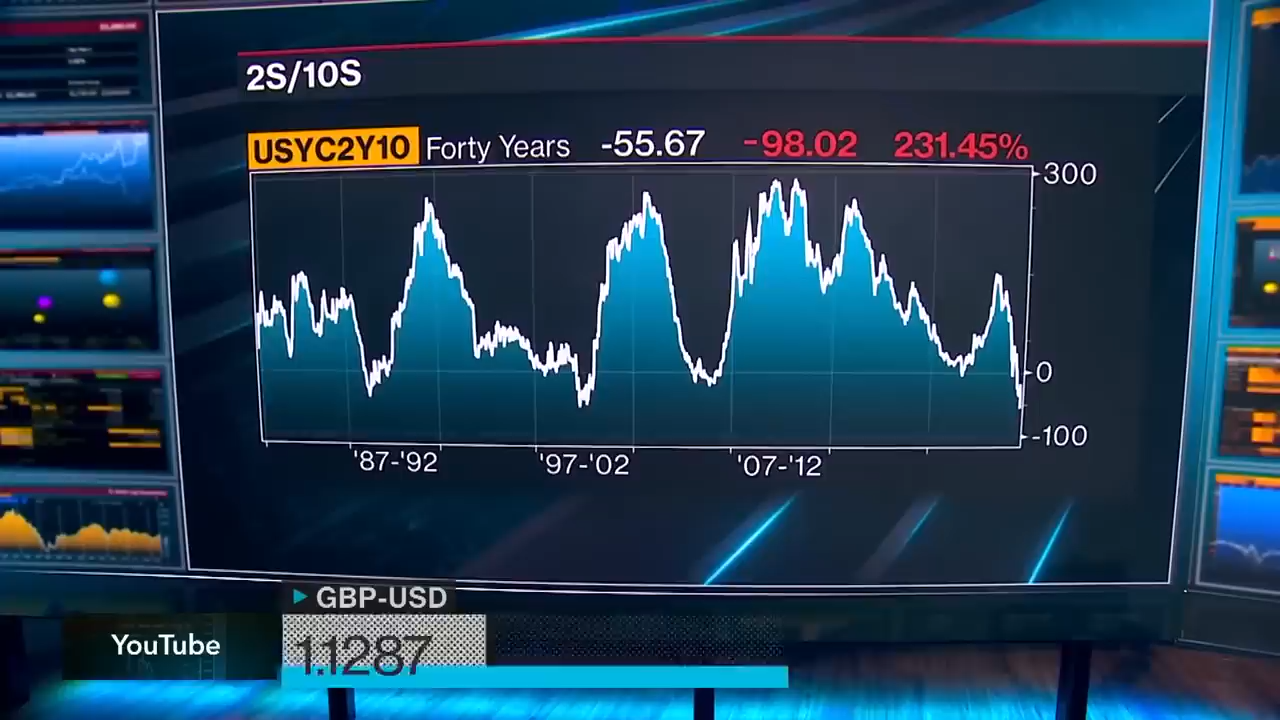 2S/10S
USYC2Y10 Forty Years -55.67 -98.02 231.45%
300
0
-100
'87-'92 '97-'02 '07-'12
GBP-USD
YouTube
1.1287